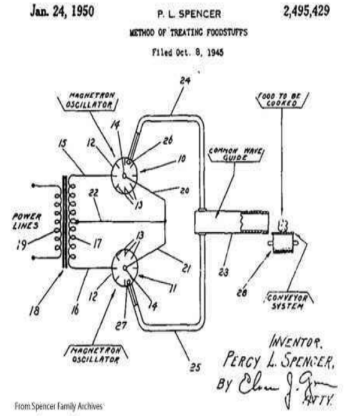 Jan. 24, 1950
P. L. SPENCER
2,495,429
METHOD OF TREATING FOODSTUFFS
Filed Oct. 8, 1945
MAGNETRON
OSCILLATOR
24
FOOD TO BE
COOKED
14
26
15
12
10
COMMON WAVE
GUIDE
13
20
22
POWER
LINES
19
17
13
21
23
28
18
16
12
11
14
CONVEYOR
SYSTEM
27
MAGNETRON
OSCILLATOR
25
INVENTOR,
PERCY L. SPENCER,
BY
ATTY.
From Spencer Family Archives